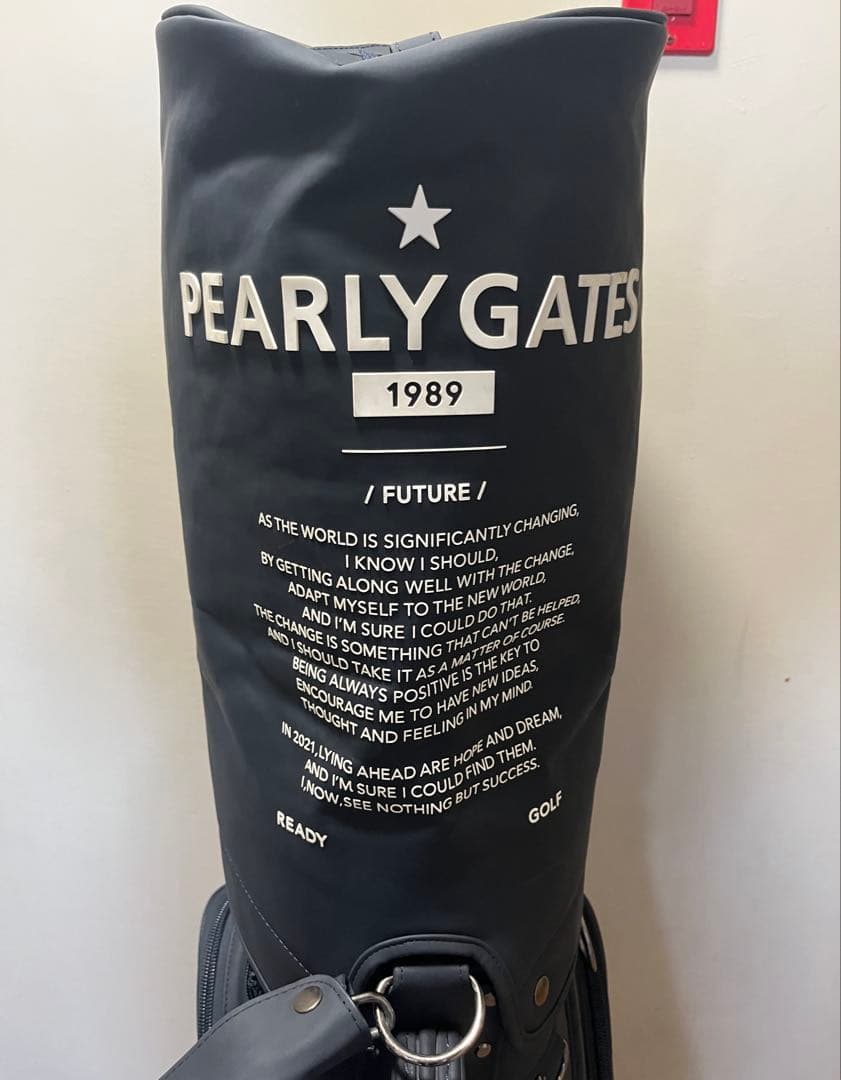 PEARLY GATES
1989
/ FUTURE /
AS THE WORLD IS SIGNIFICANTLY CHANGING,
I KNOW I SHOULD,
BY GETTING ALONG WELL WITH THE CHANGE,
ADAPT MYSELF TO THE NEW WORLD,
AND I'M SURE I COULD DO THAT.
THE CHANGE IS SOMETHING THAT CAN'T BE HELPED,
AND I SHOULD TAKE IT AS A MATTER OF COURSE.
BEING ALWAYS POSITIVE IS THE KEY TO
ENCOURAGE ME TO HAVE NEW IDEAS,
THOUGHT AND FEELING IN MY MIND.
IN 2021, LYING AHEAD ARE HOPE AND DREAM,
AND I'M SURE I COULD FIND THEM.
I, NOW, SEE NOTHING BUT SUCCESS.
READY GOLF